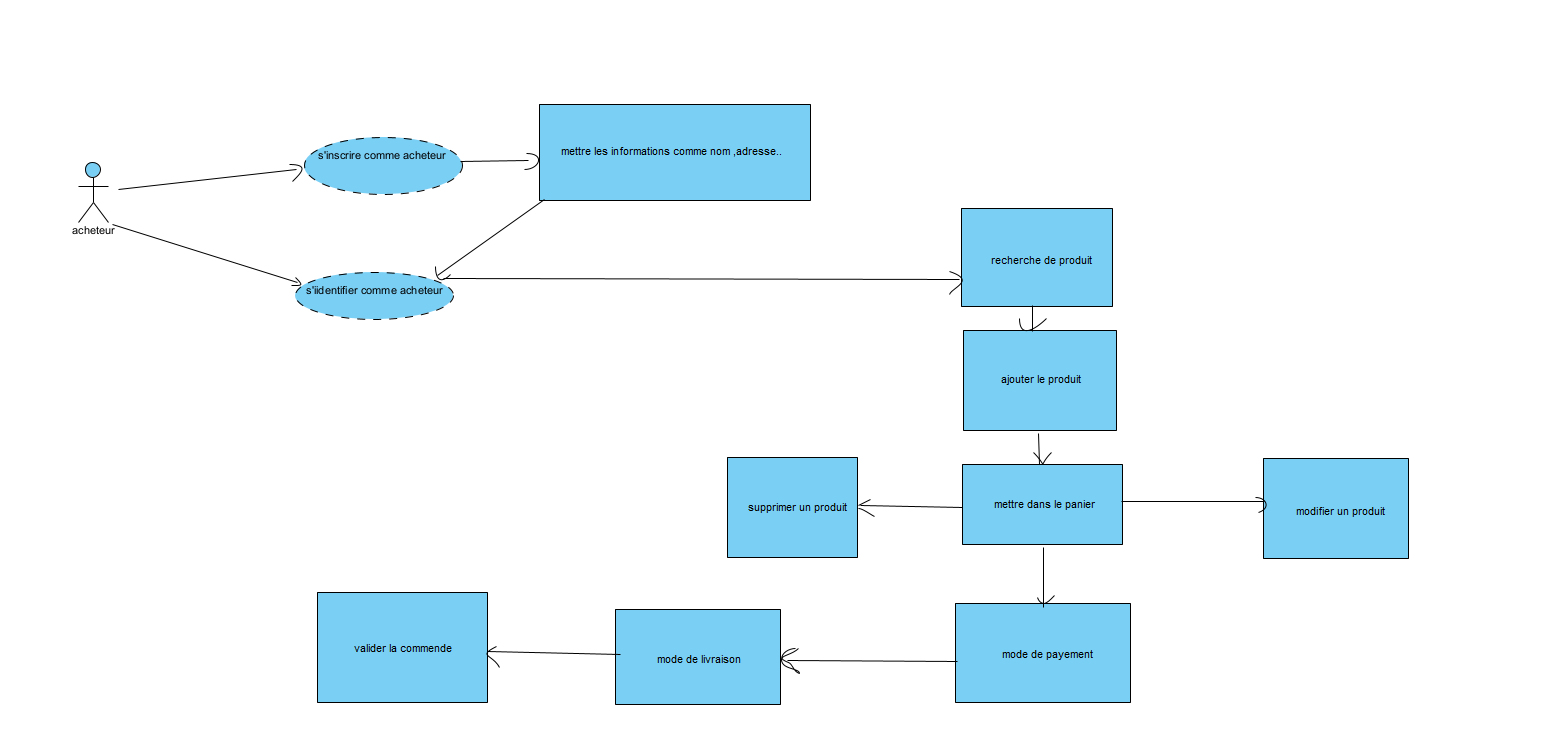 s'inscrire comme acheteur
mettre les informations comme nom ,adresse..
acheteur
s'iidentifier comme acheteur
recherche de produit
ajouter le produit
supprimer un produit
mettre dans le panier
modifier un produit
valider la commende
mode de livraison
mode de payement